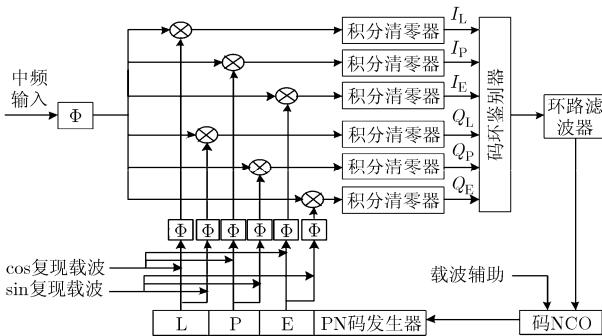 积分清零器
I_L
积分清零器
I_P
中频
输入
Φ
积分清零器
I_E
积分清零器
Q_L
积分清零器
Q_P
积分清零器
Q_E
码环鉴别器
环路滤
波器
Φ Φ Φ Φ Φ Φ
cos复现载波
sin复现载波
载波辅助
L P E PN码发生器
码NCO